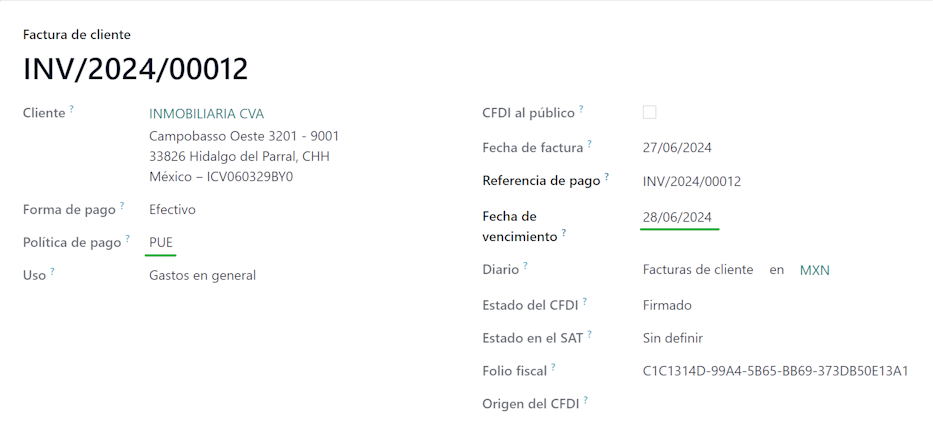 Factura de cliente
INV/2024/00012
Cliente ?
INMOBILIARIA CVA
Campobasso Oeste 3201 - 9001
33826 Hidalgo del Parral, CHH
México – ICV060329BY0
Forma de pago ? Efectivo
Política de pago ? PUE
Uso ? Gastos en general
CFDI al público ?
Fecha de factura ? 27/06/2024
Referencia de pago ? INV/2024/00012
Fecha de
vencimiento ?
28/06/2024
Diario ? Facturas de cliente en MXN
Estado del CFDI ? Firmado
Estado en el SAT ? Sin definir
Folio fiscal ? C1C1314D-99A4-5B65-BB69-373DB50E13A1
Origen del CFDI ?